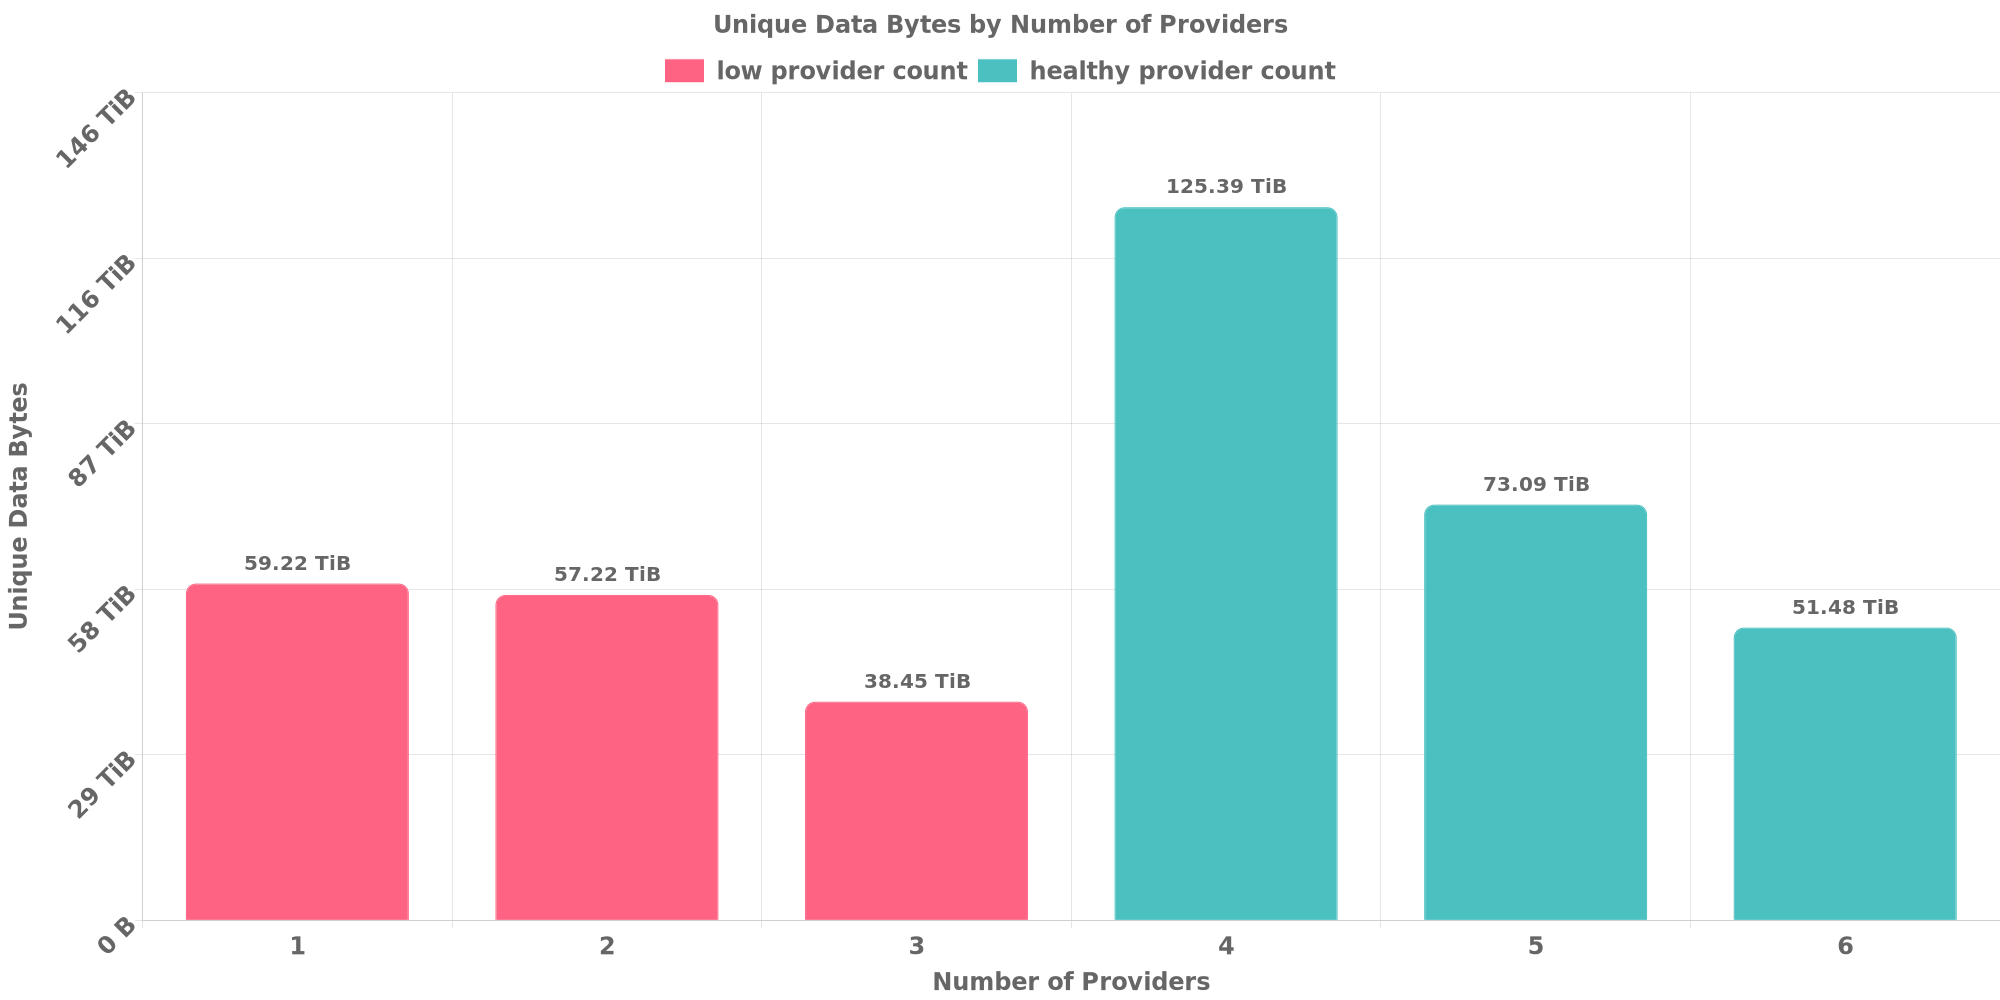 Unique Data Bytes by Number of Providers
low provider count
healthy provider count
Unique Data Bytes
146 TiB
116 TiB
87 TiB
58 TiB
29 TiB
0 B
59.22 TiB
57.22 TiB
38.45 TiB
125.39 TiB
73.09 TiB
51.48 TiB
1 2 3 4 5 6
Number of Providers